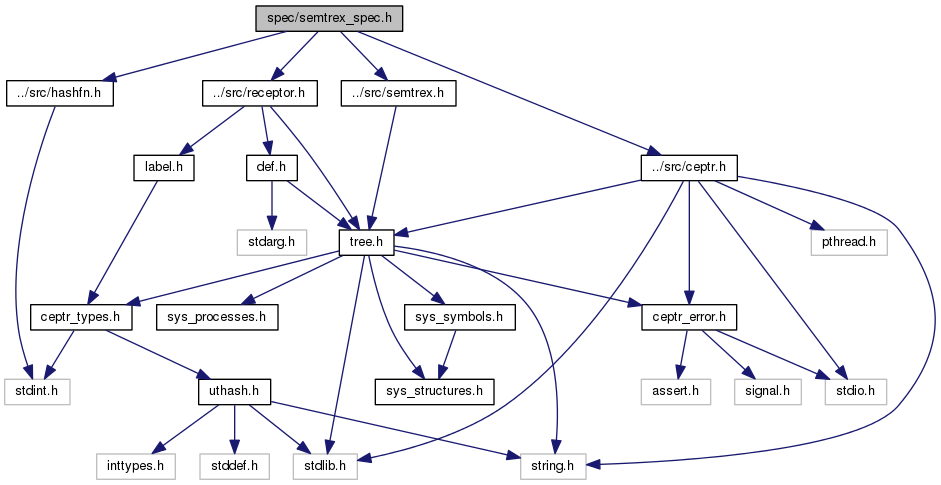 spec/semtrex_spec.h
../src/hashfn.h
../src/receptor.h
../src/semtrex.h
label.h
def.h
../src/ceptr.h
stdarg.h
tree.h
pthread.h
ceptr_types.h
sys_processes.h
sys_symbols.h
ceptr_error.h
stdint.h
uthash.h
sys_structures.h
assert.h
signal.h
stdio.h
inttypes.h
stddef.h
stdlib.h
string.h